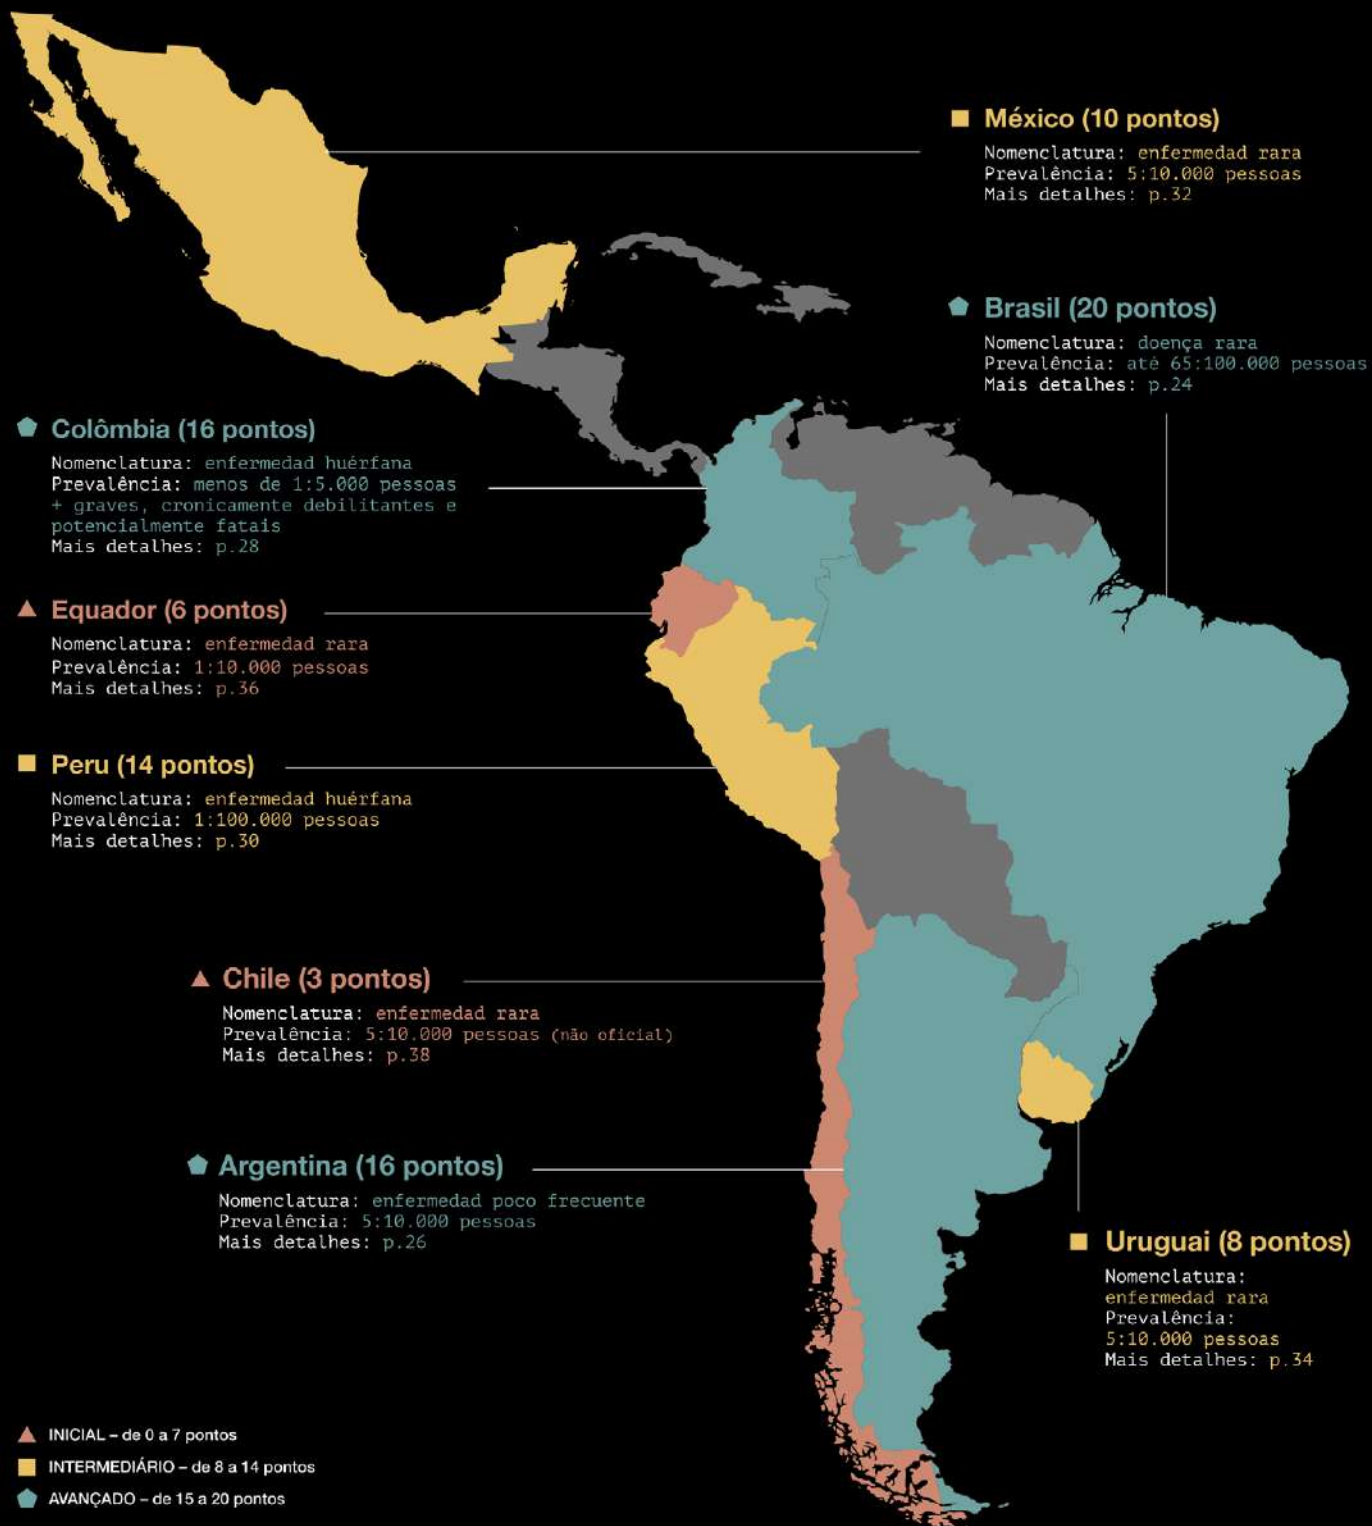 México (10 pontos)
Nomenclatura: enfermedad rara
Prevalência: 5:10.000 pessoas
Mais detalhes: p.32
Brasil (20 pontos)
Nomenclatura: doença rara
Prevalência: até 65:100.000 pessoas
Mais detalhes: p.24
Colômbia (16 pontos)
Nomenclatura: enfermedad huérfana
Prevalência: menos de 1:5.000 pessoas
+ graves, cronicamente debilitantes e
potencialmente fatais
Mais detalhes: p.28
Equador (6 pontos)
Nomenclatura: enfermedad rara
Prevalência: 1:10.000 pessoas
Mais detalhes: p.36
Peru (14 pontos)
Nomenclatura: enfermedad huérfana
Prevalência: 1:100.000 pessoas
Mais detalhes: p.30
Chile (3 pontos)
Nomenclatura: enfermedad rara
Prevalência: 5:10.000 pessoas (não oficial)
Mais detalhes: p.38
Argentina (16 pontos)
Nomenclatura: enfermedad poco frecuente
Prevalência: 5:10.000 pessoas
Mais detalhes: p.26
Uruguai (8 pontos)
Nomenclatura:
enfermedad rara
Prevalência:
5:10.000 pessoas
Mais detalhes: p.34
INICIAL – de 0 a 7 pontos
INTERMEDIÁRIO – de 8 a 14 pontos
AVANÇADO – de 15 a 20 pontos